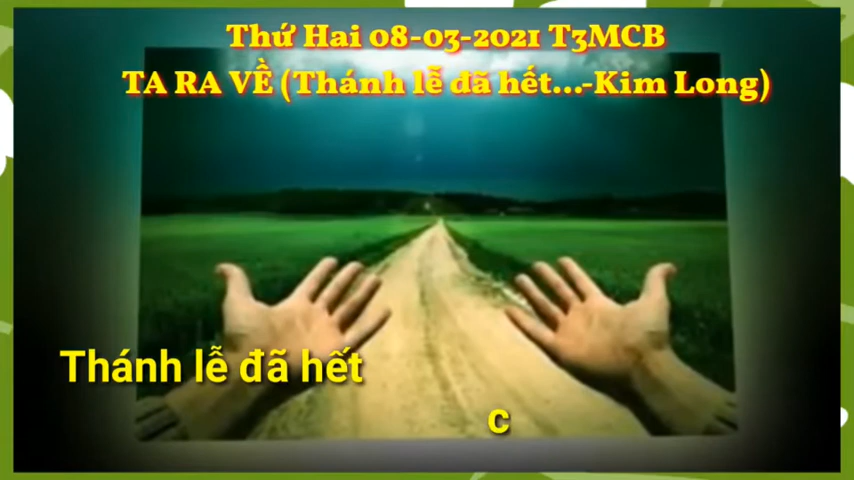 Thứ Hai 08-03-2021 T3MCB
TA RA VỀ (Thánh lễ đã hết...-Kim Long)
Thánh lễ đã hết
c